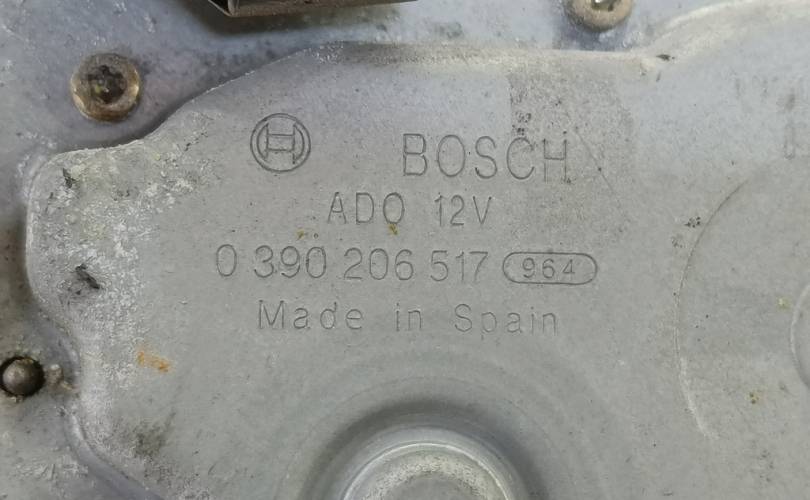 BOSCH
ADO 12V
0 390 206 517 964
Made in Spain